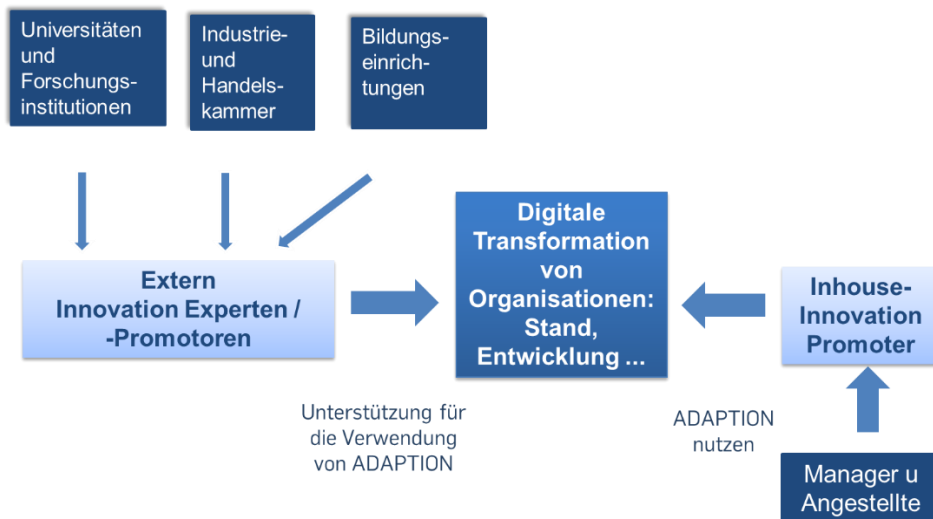 Universitäten
und
Forschungs-
institutionen
Industrie-
und
Handels-
kammer
Bildungs-
einrich-
tungen
Extern
Innovation Experten /
-Promotoren
Digitale
Transformation
von
Organisationen:
Stand,
Entwicklung ...
Inhouse-
Innovation
Promoter
Unterstützung für
die Verwendung
von ADAPTION
ADAPTION
nutzen
Manager u
Angestellte